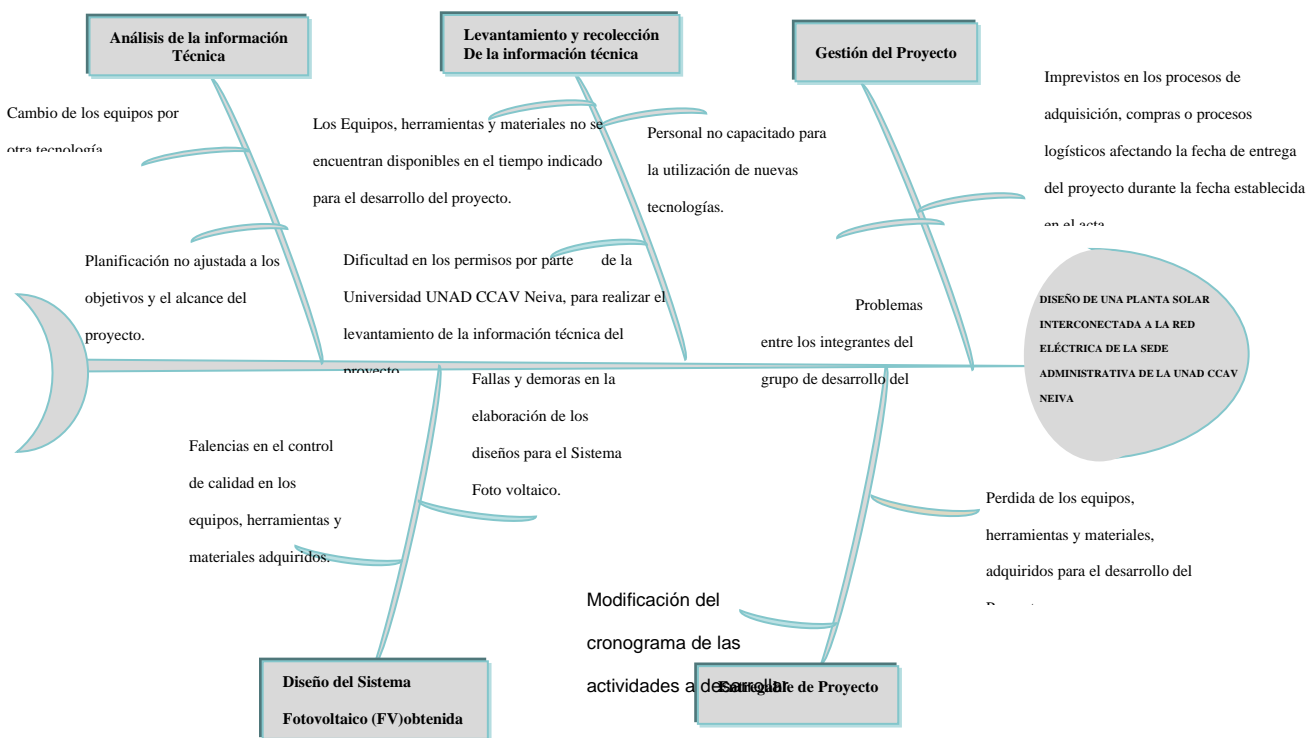 Análisis de la información
Técnica
Levantamiento y recolección
De la información técnica
Gestión del Proyecto
Cambio de los equipos por
otra tecnología
Planificación no ajustada a los
objetivos y el alcance del
proyecto.
Los Equipos, herramientas y materiales no se
encuentran disponibles en el tiempo indicado
para el desarrollo del proyecto.
Personal no capacitado para
la utilización de nuevas
tecnologías.
Dificultad en los permisos por parte de la
Universidad UNAD CCAV Neiva, para realizar el
levantamiento de la información técnica del
proyecto
Imprevistos en los procesos de
adquisición, compras o procesos
logísticos afectando la fecha de entrega
del proyecto durante la fecha establecida
en el acta
Problemas
entre los integrantes del
grupo de desarrollo del
DISEÑO DE UNA PLANTA SOLAR
INTERCONECTADA A LA RED
ELÉCTRICA DE LA SEDE
ADMINISTRATIVA DE LA UNAD CCAV
NEIVA
Falencias en el control
de calidad en los
equipos, herramientas y
materiales adquiridos.
Fallas y demoras en la
elaboración de los
diseños para el Sistema
Foto voltaico.
Modificación del
cronograma de las
actividades a desarrollar
Perdida de los equipos,
herramientas y materiales,
adquiridos para el desarrollo del
Diseño del Sistema
Fotovoltaico (FV)obtenida
Entregable de Proyecto